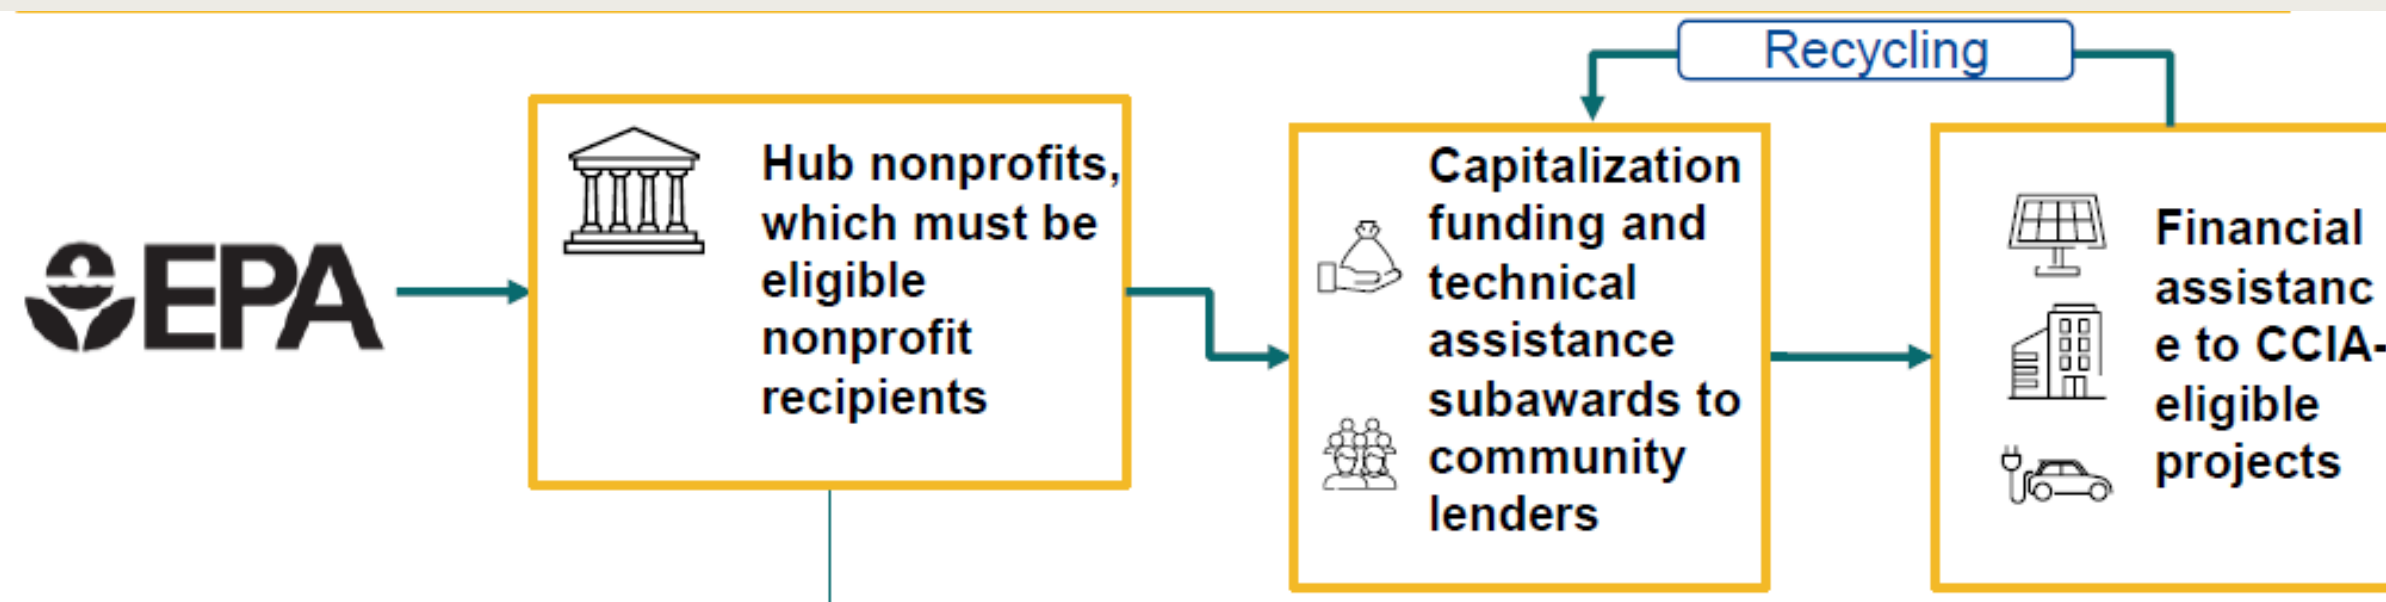 Recycling
EPA
Hub nonprofits,
which must be
eligible
nonprofit
recipients
Capitalization
funding and
technical
assistance
subawards to
community
lenders
Financial
assistanc
e to CCIA-
eligible
projects